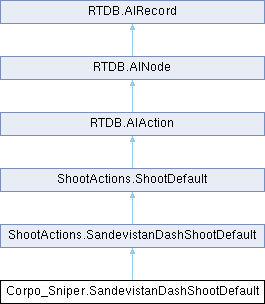 RTDB.AIRecord
RTDB.AINode
RTDB.AIAction
ShootActions.ShootDefault
ShootActions.SandevistanDashShootDefault
Corpo_Sniper.SandevistanDashShootDefault